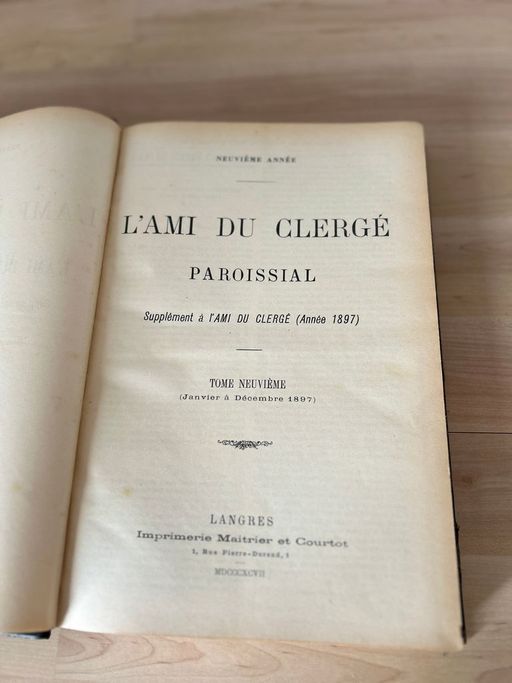 NEUVIÈME ANNÉE
L'AMI DU CLERGÉ
PAROISSIAL
Supplément à l'AMI DU CLERGÉ (Année 1897)
TOME NEUVIÈME
(Janvier à Décembre 1897)
LANGRES
Imprimerie Maitrier et Courtot
1, Rue Pierre-Durand, 1
MDCCCXCVII